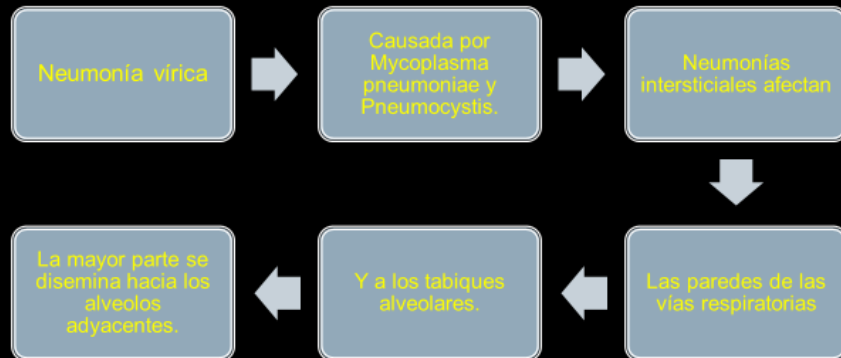 Neumonía vírica
Causada por
Mycoplasma
pneumoniae y
Pneumocystis.
Neumonías
intersticiales afectan
Las paredes de las
vías respiratorias
Y a los tabiques
alveolares.
La mayor parte se
disemina hacia los
alveolos
adyacentes.